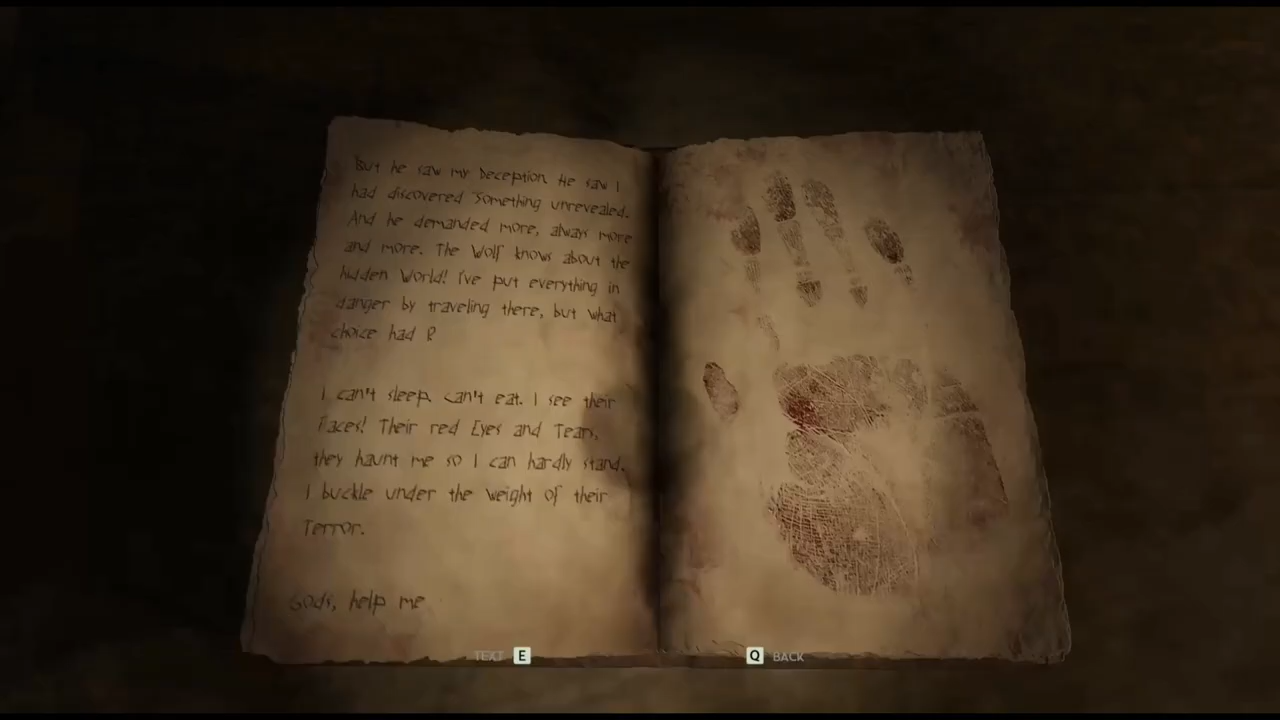 But he saw my Deception. He saw I
had discovered Something unrevealed.
And he demanded more, always more
and more. The Wolf knows about the
hidden World! I've put everything in
danger by traveling there, but what
choice had I?
I can't sleep, can't eat. I see their
Faces! Their red Eyes and Tears,
they haunt me so I can hardly stand.
I buckle under the weight of their
Terror.
Gods, help me
TEXT E
Q BACK